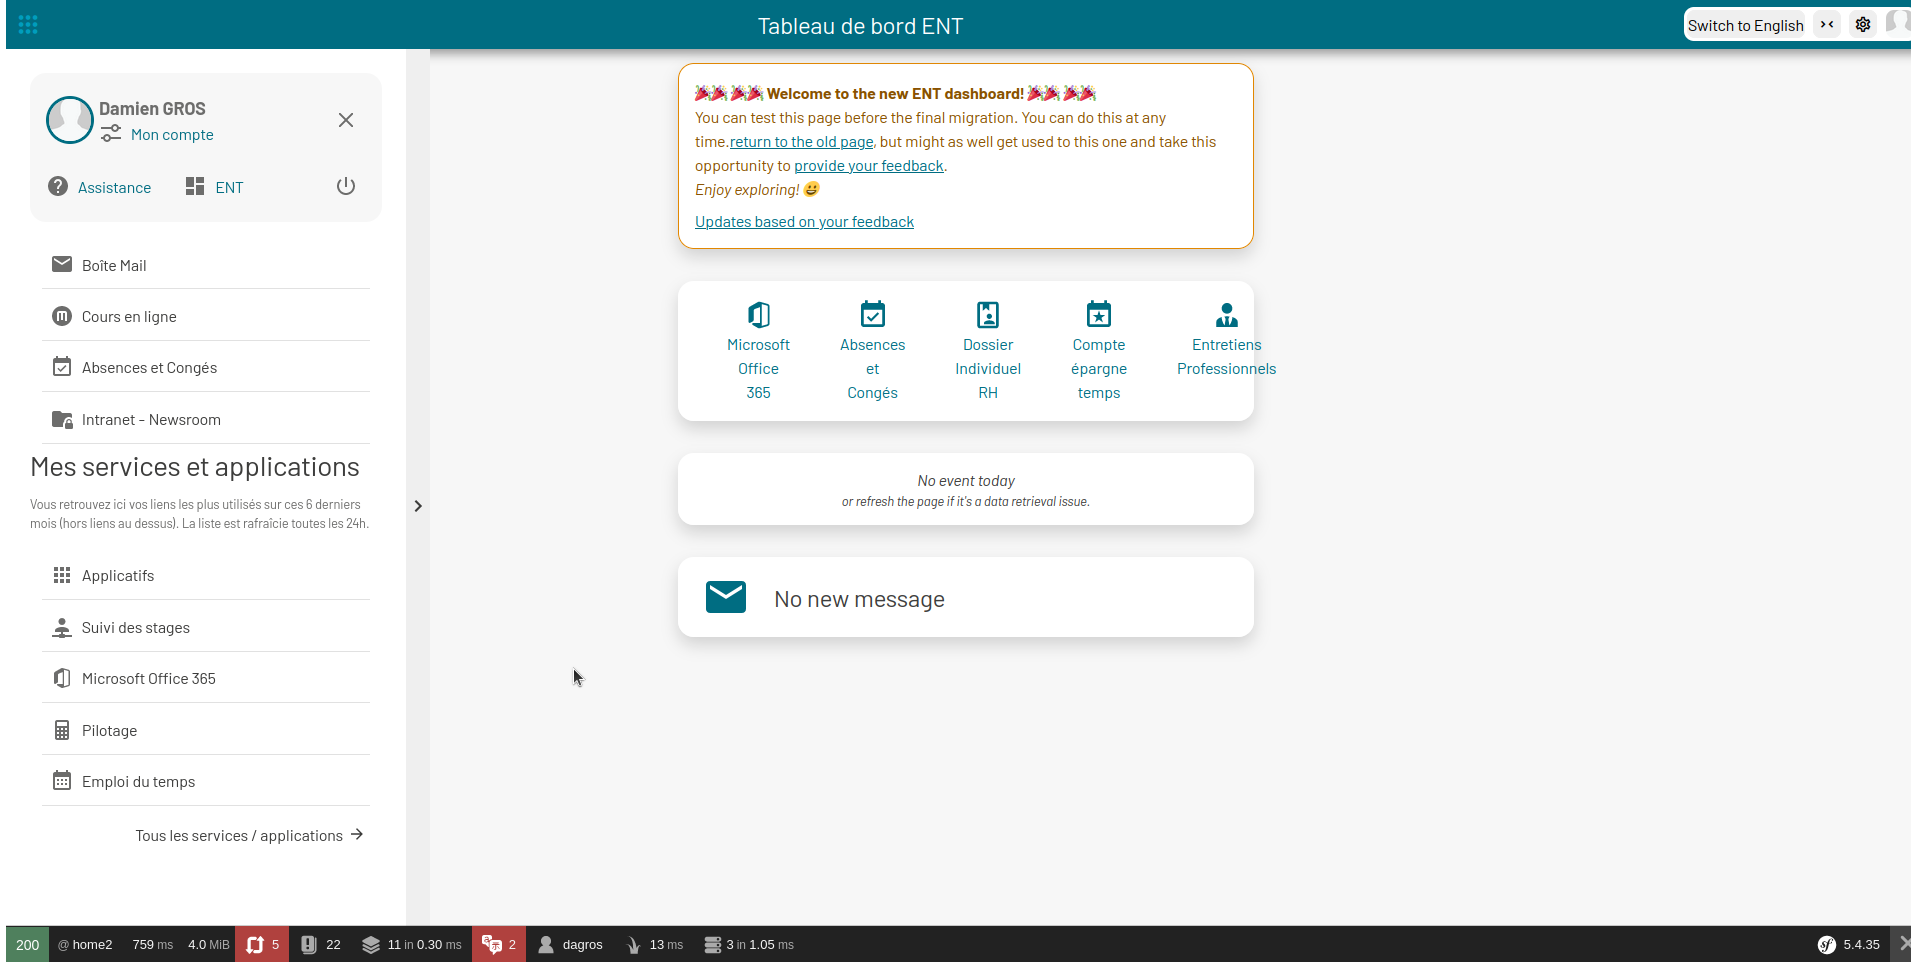 Tableau de bord ENT
Switch to English
Damien GROS
Mon compte
Assistance
ENT
Boîte Mail
Cours en ligne
Absences et Congés
Intranet - Newsroom
Mes services et applications
Vous retrouvez ici vos liens les plus utilisés sur ces 6 derniers
mois (hors liens au dessus). La liste est rafraîcie toutes les 24h.
Applicatifs
Suivi des stages
Microsoft Office 365
Pilotage
Emploi du temps
Tous les services / applications
🎉🎉 🎉🎉 Welcome to the new ENT dashboard! 🎉🎉 🎉🎉
You can test this page before the final migration. You can do this at any
time.return to the old page, but might as well get used to this one and take this
opportunity to provide your feedback.
Enjoy exploring! 😀
Updates based on your feedback
Microsoft
Office
365
Absences
et
Congés
Dossier
Individuel
RH
Compte
épargne
temps
Entretiens
Professionnels
No event today
or refresh the page if it's a data retrieval issue.
No new message
200 @ home2 759 ms 4.0 MiB 5 22 11 in 0.30 ms 2 dagros 13 ms 3 in 1.05 ms sf 5.4.35